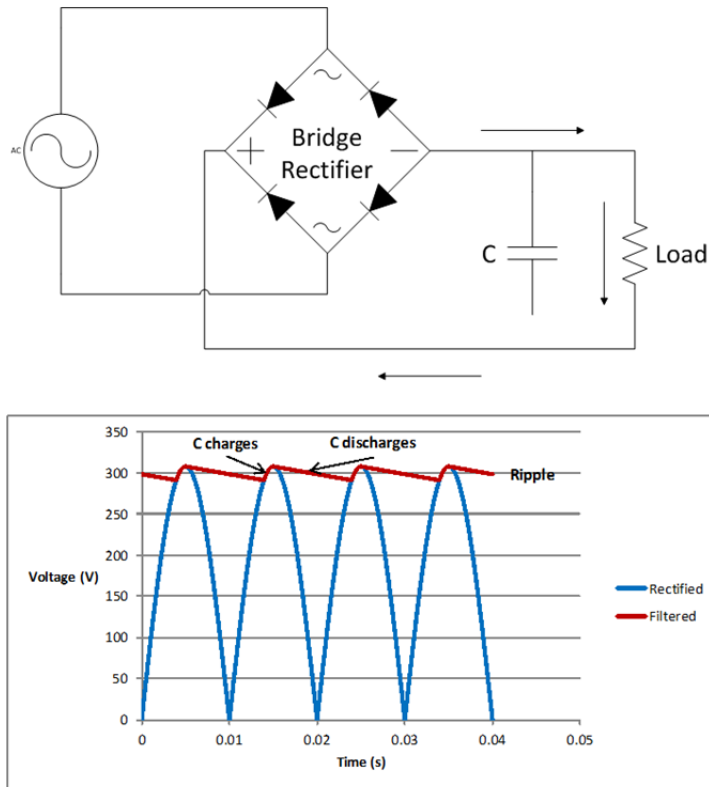 AC
Bridge
Rectifier
+
−
~
~
C
Load
350
300
250
200
150
100
50
0
Voltage (V)
C charges
C discharges
Ripple
Rectified
Filtered
0
0.01
0.02
0.03
0.04
0.05
Time (s)